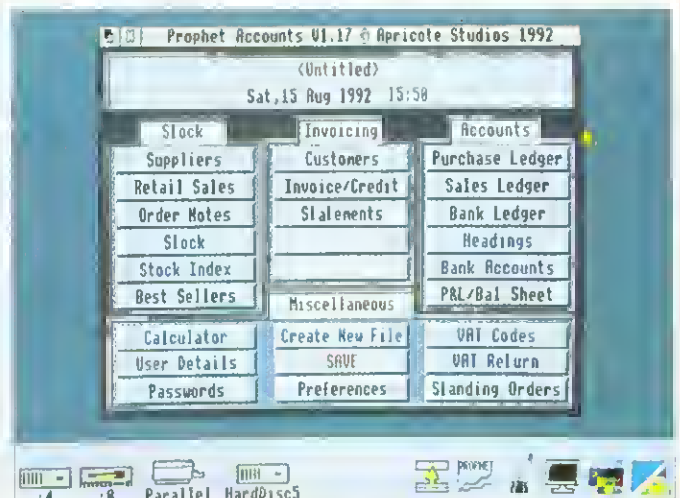 Prophet Accounts V1.17 © Apricote Studios 1992
<Untitled>
Sat,15 Aug 1992 15:50
Stock
Suppliers
Retail Sales
Order Notes
Stock
Stock Index
Best Sellers
Invoicing
Customers
Invoice/Credit
Statements
Accounts
Purchase Ledger
Sales Ledger
Bank Ledger
Headings
Bank Accounts
P&L/Bal Sheet
Miscellaneous
Calculator
Create New File
VAT Codes
User Details
SAVE
VAT Return
Passwords
Preferences
Standing Orders
:4
:8
Parallel
HardDisc5